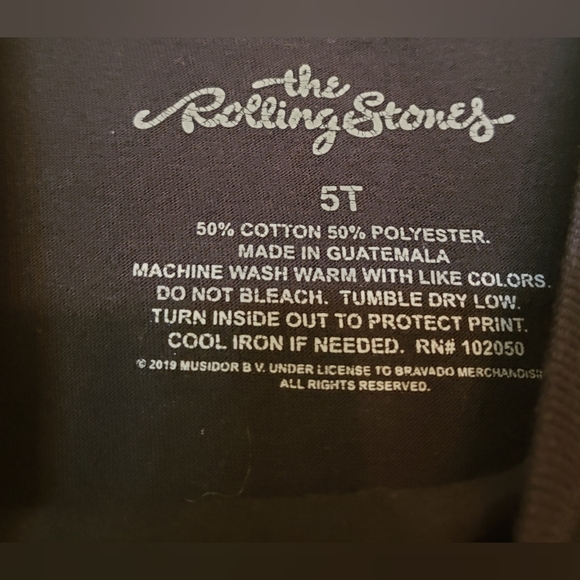 the
Rolling Stones
5T
50% COTTON 50% POLYESTER.
MADE IN GUATEMALA
MACHINE WASH WARM WITH LIKE COLORS.
DO NOT BLEACH. TUMBLE DRY LOW.
TURN INSIDE OUT TO PROTECT PRINT.
COOL IRON IF NEEDED. RN# 102050
© 2019 MUSIDOR B.V. UNDER LICENSE TO BRAVADO MERCHANDIS
ALL RIGHTS RESERVED.